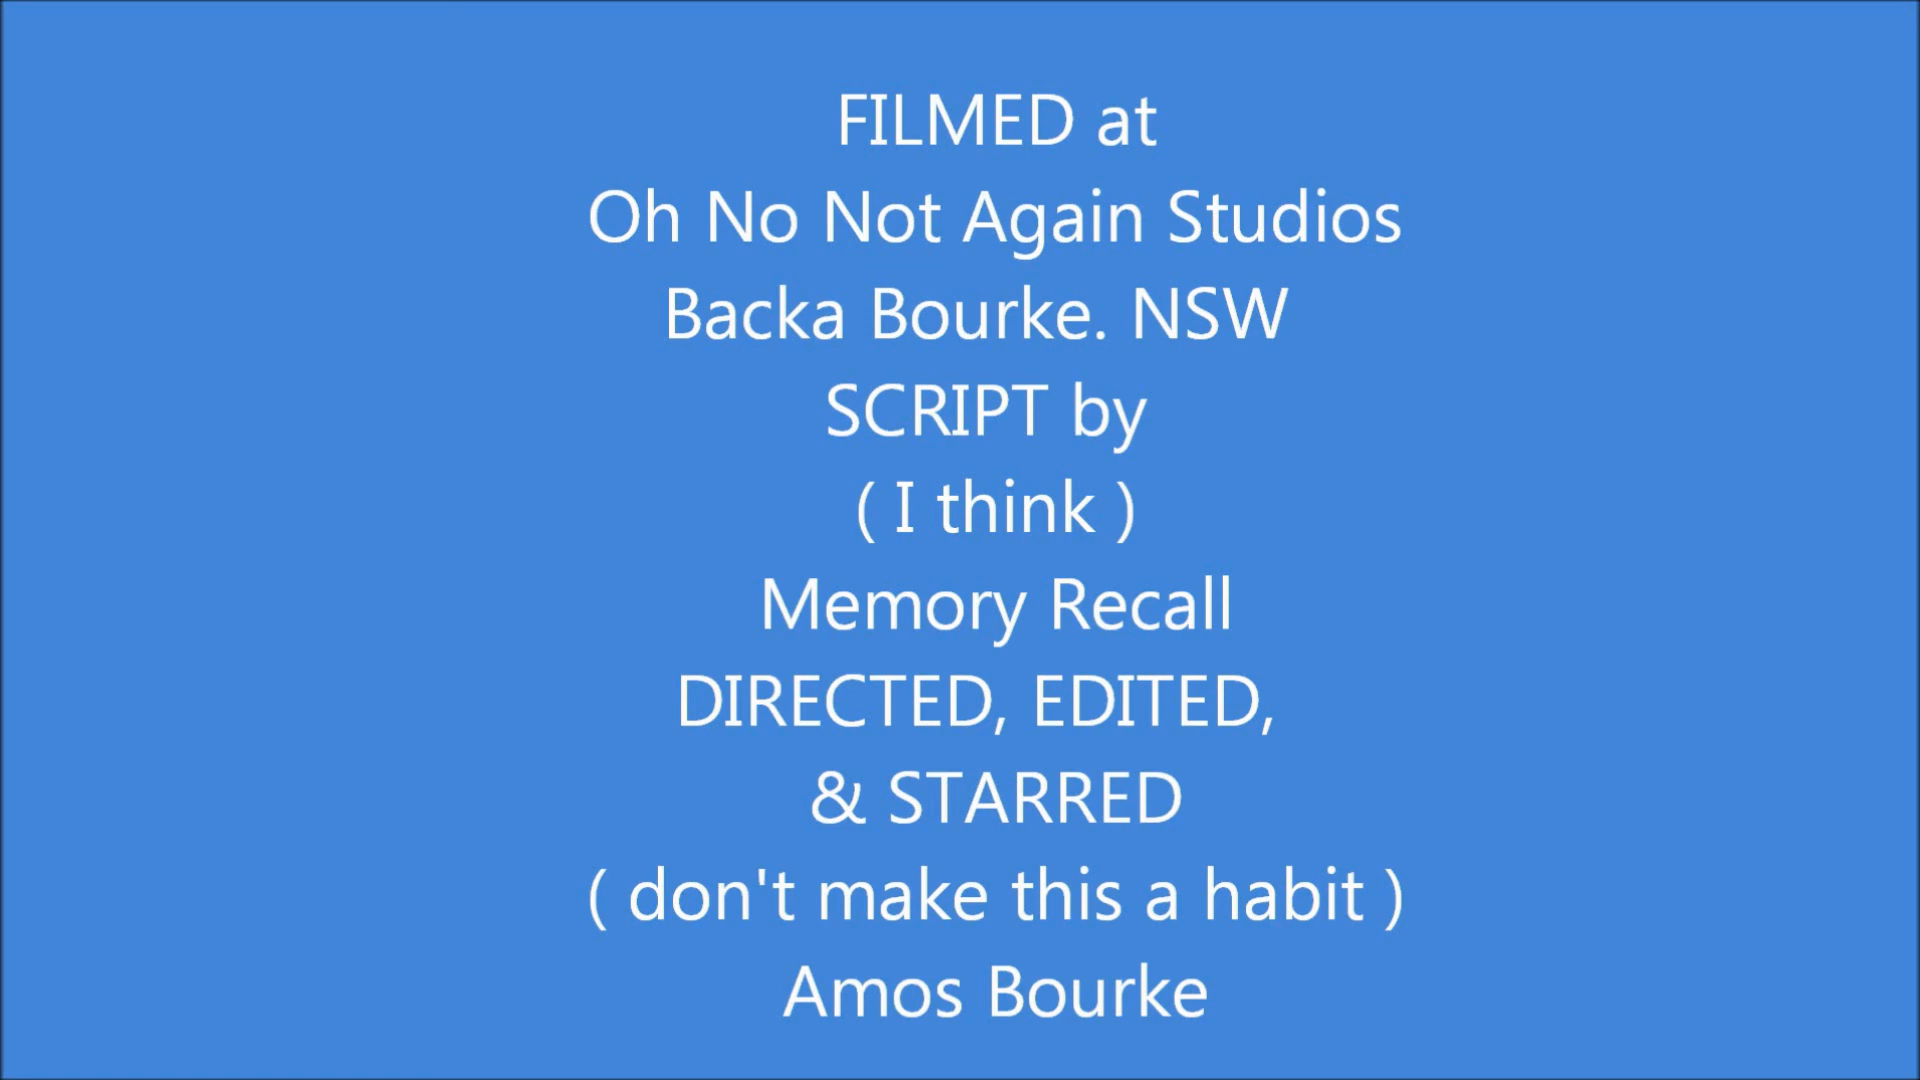 FILMED at
Oh No Not Again Studios
Backa Bourke. NSW
SCRIPT by
( I think )
Memory Recall
DIRECTED, EDITED,
& STARRED
( don't make this a habit )
Amos Bourke